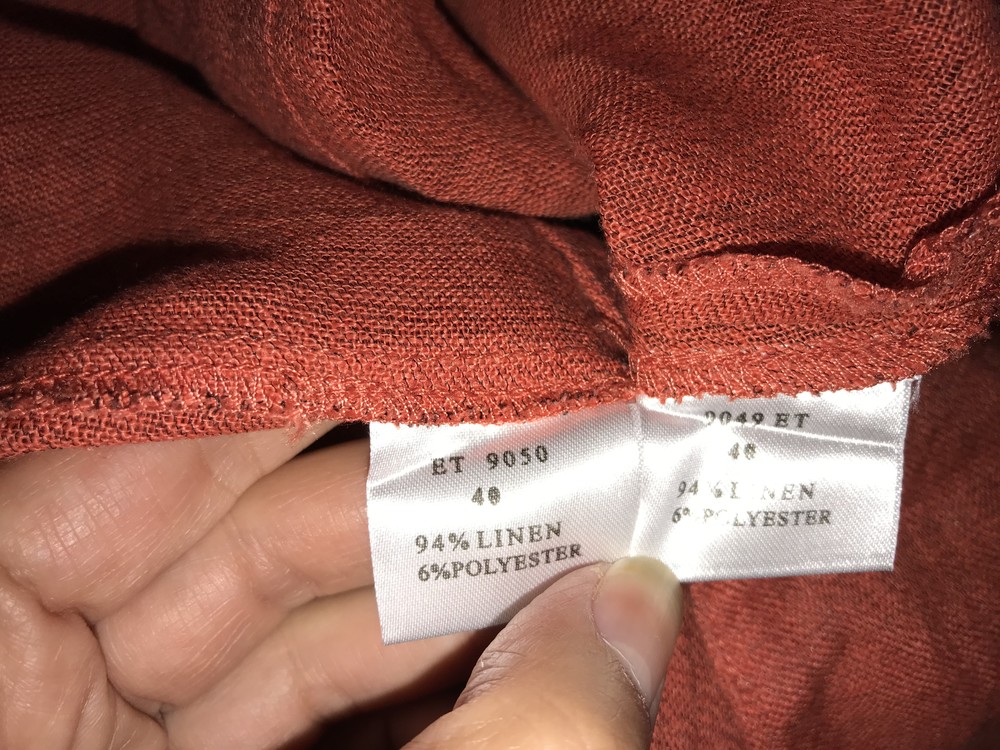 ET 9050
40
94% LINEN
6%POLYESTER
9049 ET
40
94% LINEN
6% POLYESTER